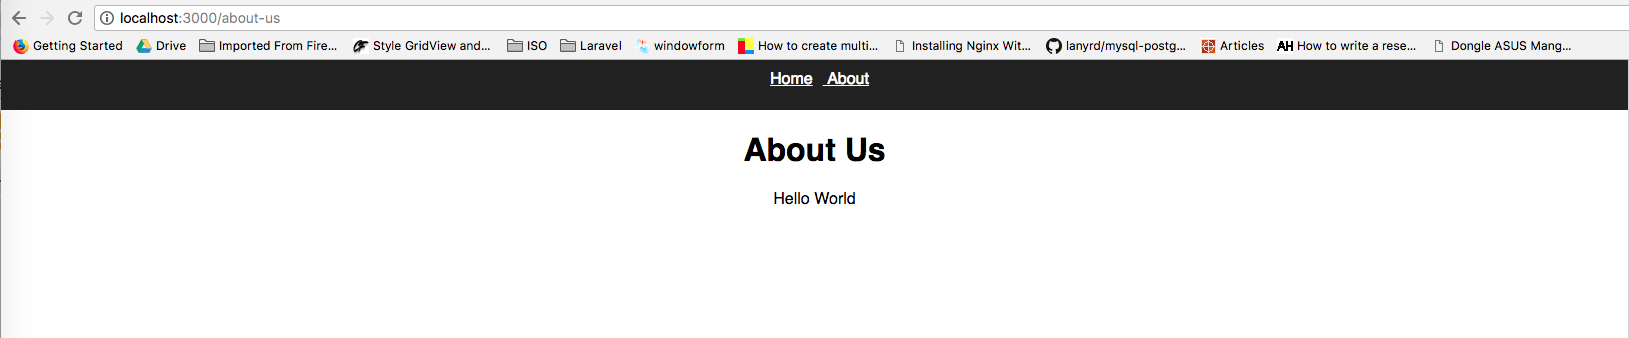 localhost:3000/about-us
Getting Started Drive Imported From Fire... Style GridView and... ISO Laravel windowform How to create multi... Installing Nginx Wit... lanyrd/mysql-postg... Articles AH How to write a rese... Dongle ASUS Mang...
Home About
About Us
Hello World